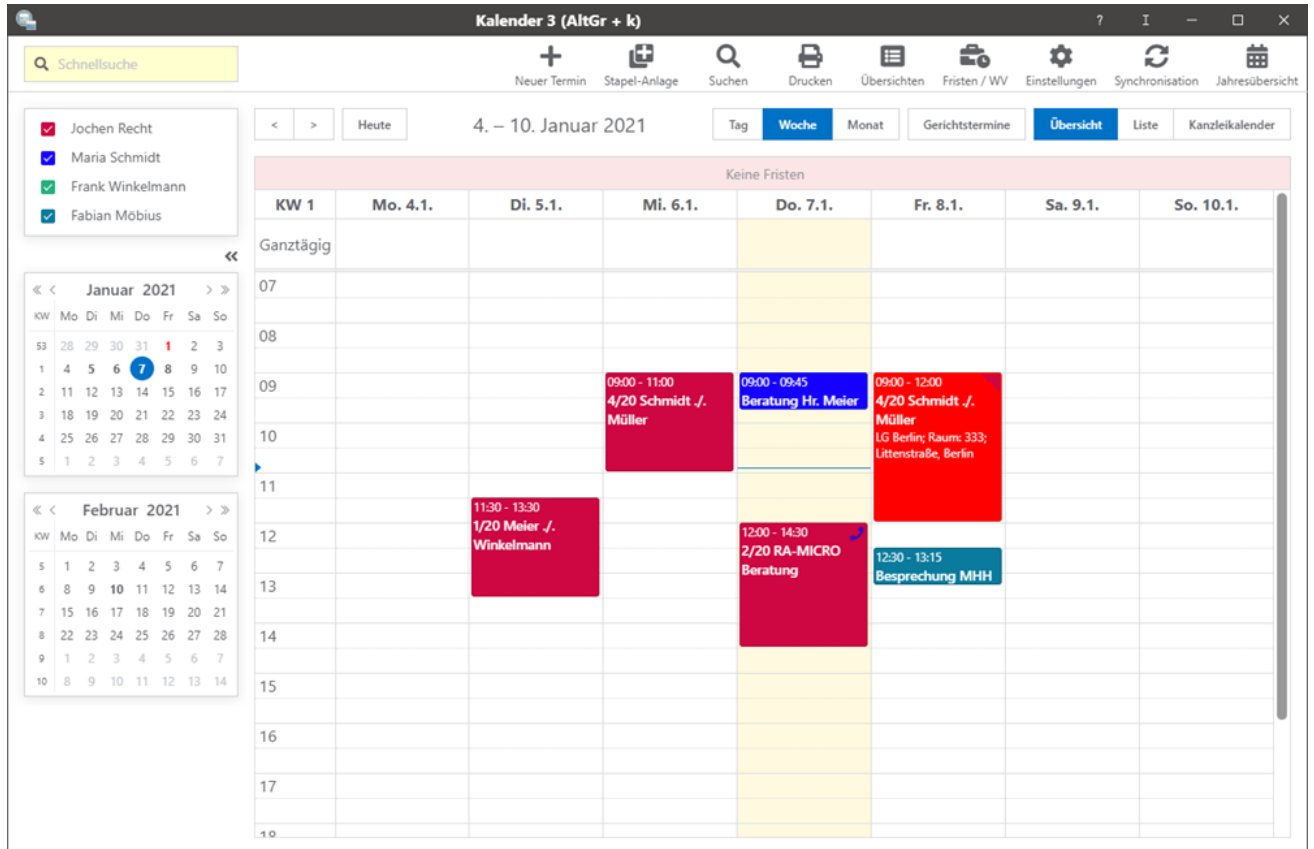 Kalender 3 (AltGr + k)
?
Schnellsuche
Neuer Termin
Stapel-Anlage
Suchen
Drucken
Übersichten
Fristen / WV
Einstellungen
Synchronisation
Jahresübersicht
Jochen Recht
Maria Schmidt
Frank Winkelmann
Fabian Möbius
«
« < Januar 2021 > »
KW Mo Di Mi Do Fr Sa So
53 28 29 30 31 1 2 3
1 4 5 6 7 8 9 10
2 11 12 13 14 15 16 17
3 18 19 20 21 22 23 24
4 25 26 27 28 29 30 31
5 1 2 3 4 5 6 7
« < Februar 2021 > »
KW Mo Di Mi Do Fr Sa So
5 1 2 3 4 5 6 7
6 8 9 10 11 12 13 14
7 15 16 17 18 19 20 21
8 22 23 24 25 26 27 28
9 1 2 3 4 5 6 7
10 8 9 10 11 12 13 14
< > Heute 4. – 10. Januar 2021 Tag Woche Monat Gerichtstermine Übersicht Liste Kanzleikalender
Keine Fristen
KW 1 Mo. 4.1. Di. 5.1. Mi. 6.1. Do. 7.1. Fr. 8.1. Sa. 9.1. So. 10.1.
Ganztägig
07
08
09
10
11
12
13
14
15
16
17
18
11:30 - 13:30
1/20 Meier ./.
Winkelmann
09:00 - 11:00
4/20 Schmidt ./.
Müller
09:00 - 09:45
Beratung Hr. Meier
12:00 - 14:30
2/20 RA-MICRO
Beratung
09:00 - 12:00
4/20 Schmidt ./.
Müller
LG Berlin; Raum: 333;
Littenstraße, Berlin
12:30 - 13:15
Besprechung MHH